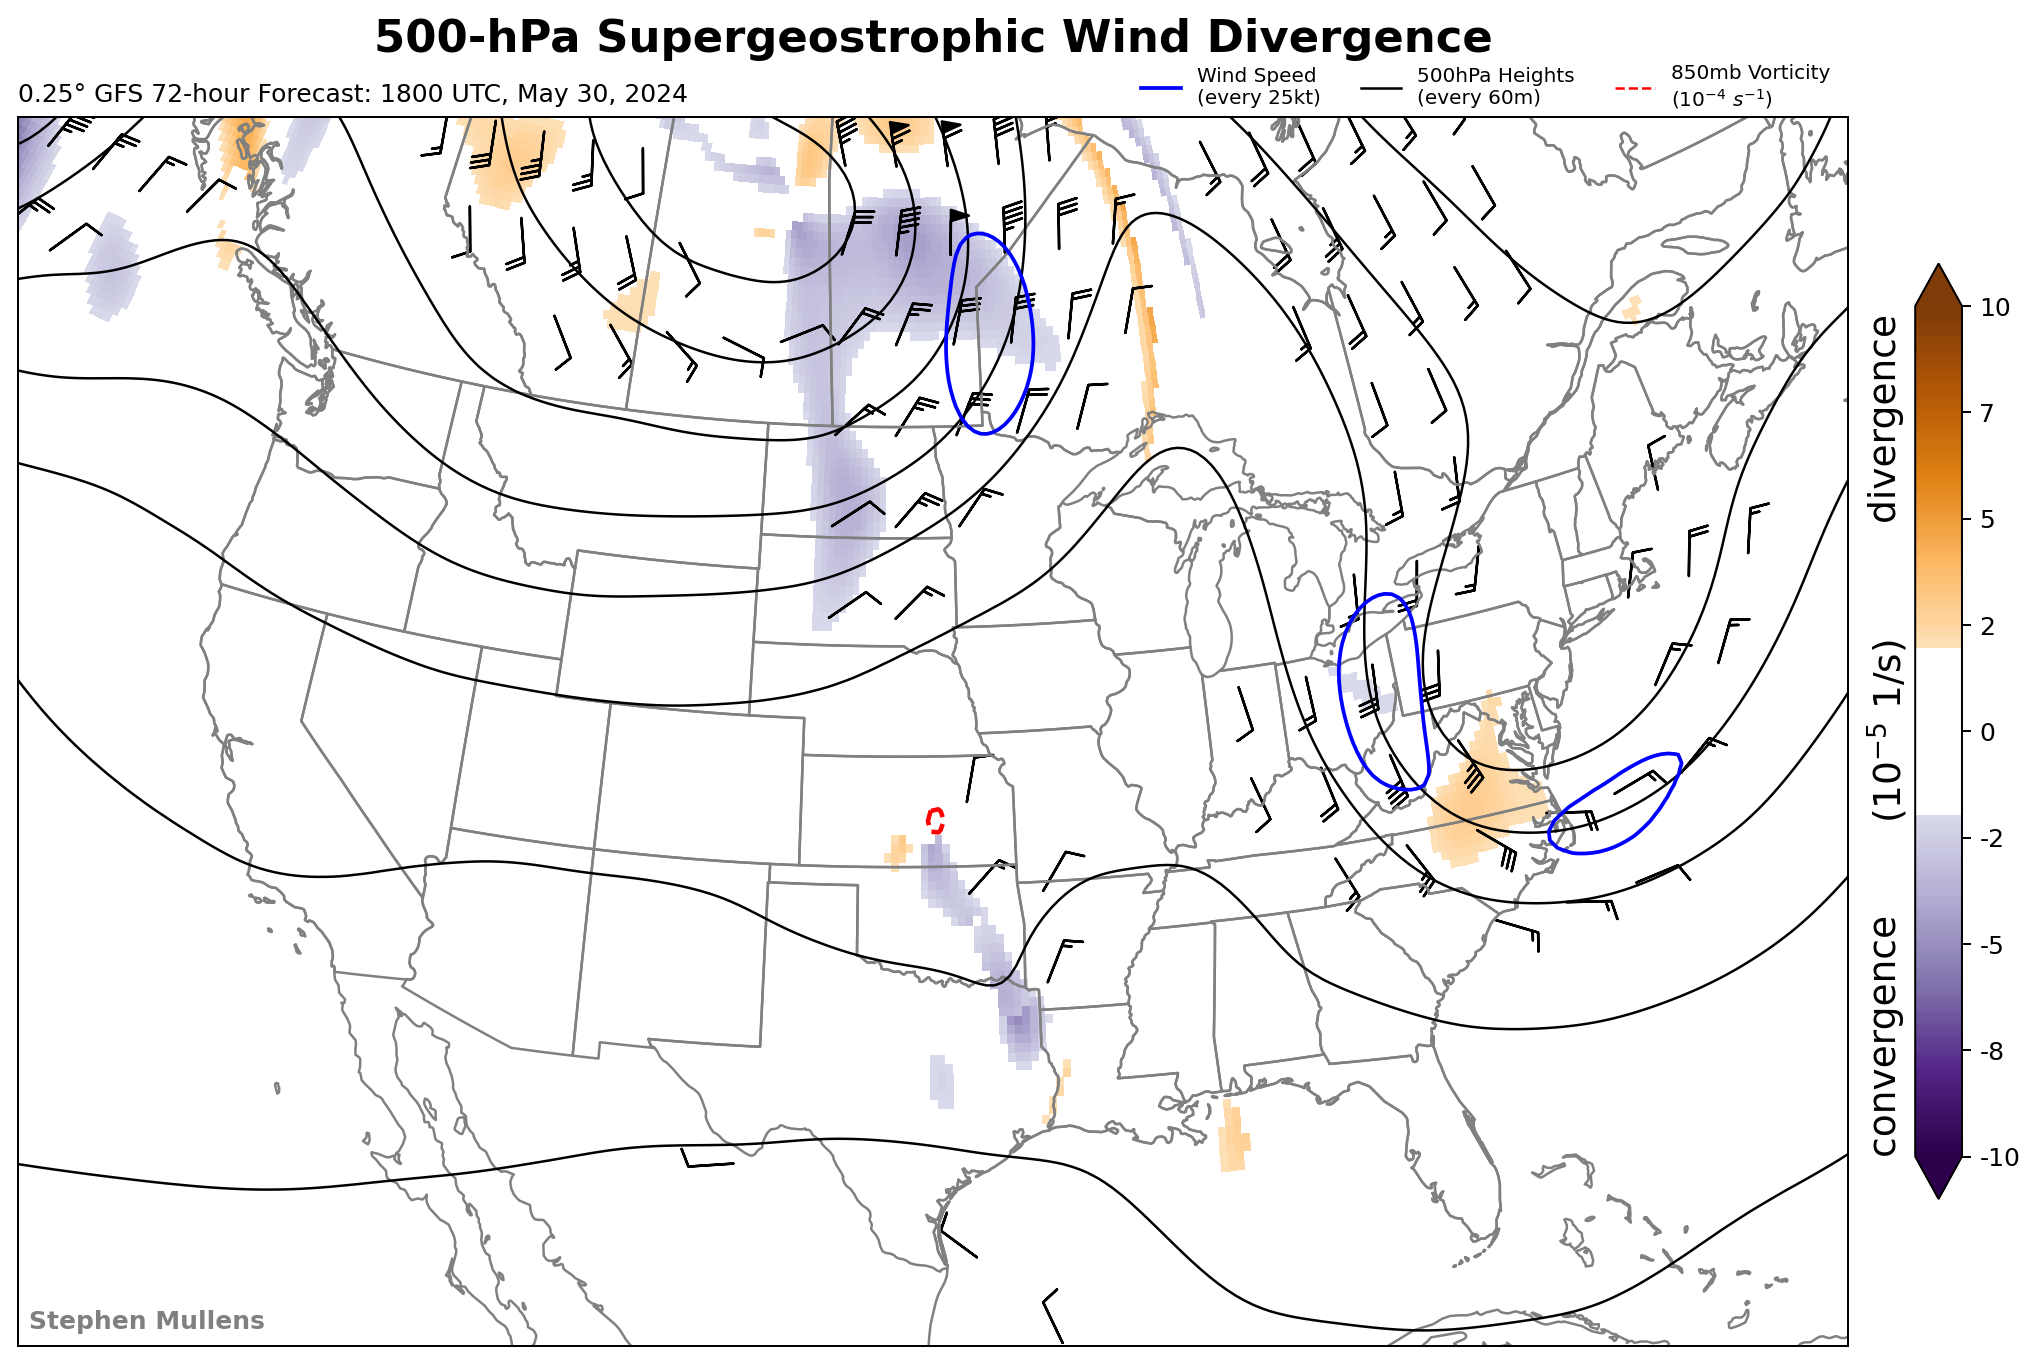 500-hPa Supergeostrophic Wind Divergence
0.25° GFS 72-hour Forecast: 1800 UTC, May 30, 2024
Wind Speed
(every 25kt)
500hPa Heights
(every 60m)
850mb Vorticity
(10⁻⁴ s⁻¹)
10
7
5
2
0
-2
-5
-8
-10
convergence (10⁻⁵ 1/s) divergence
Stephen Mullens